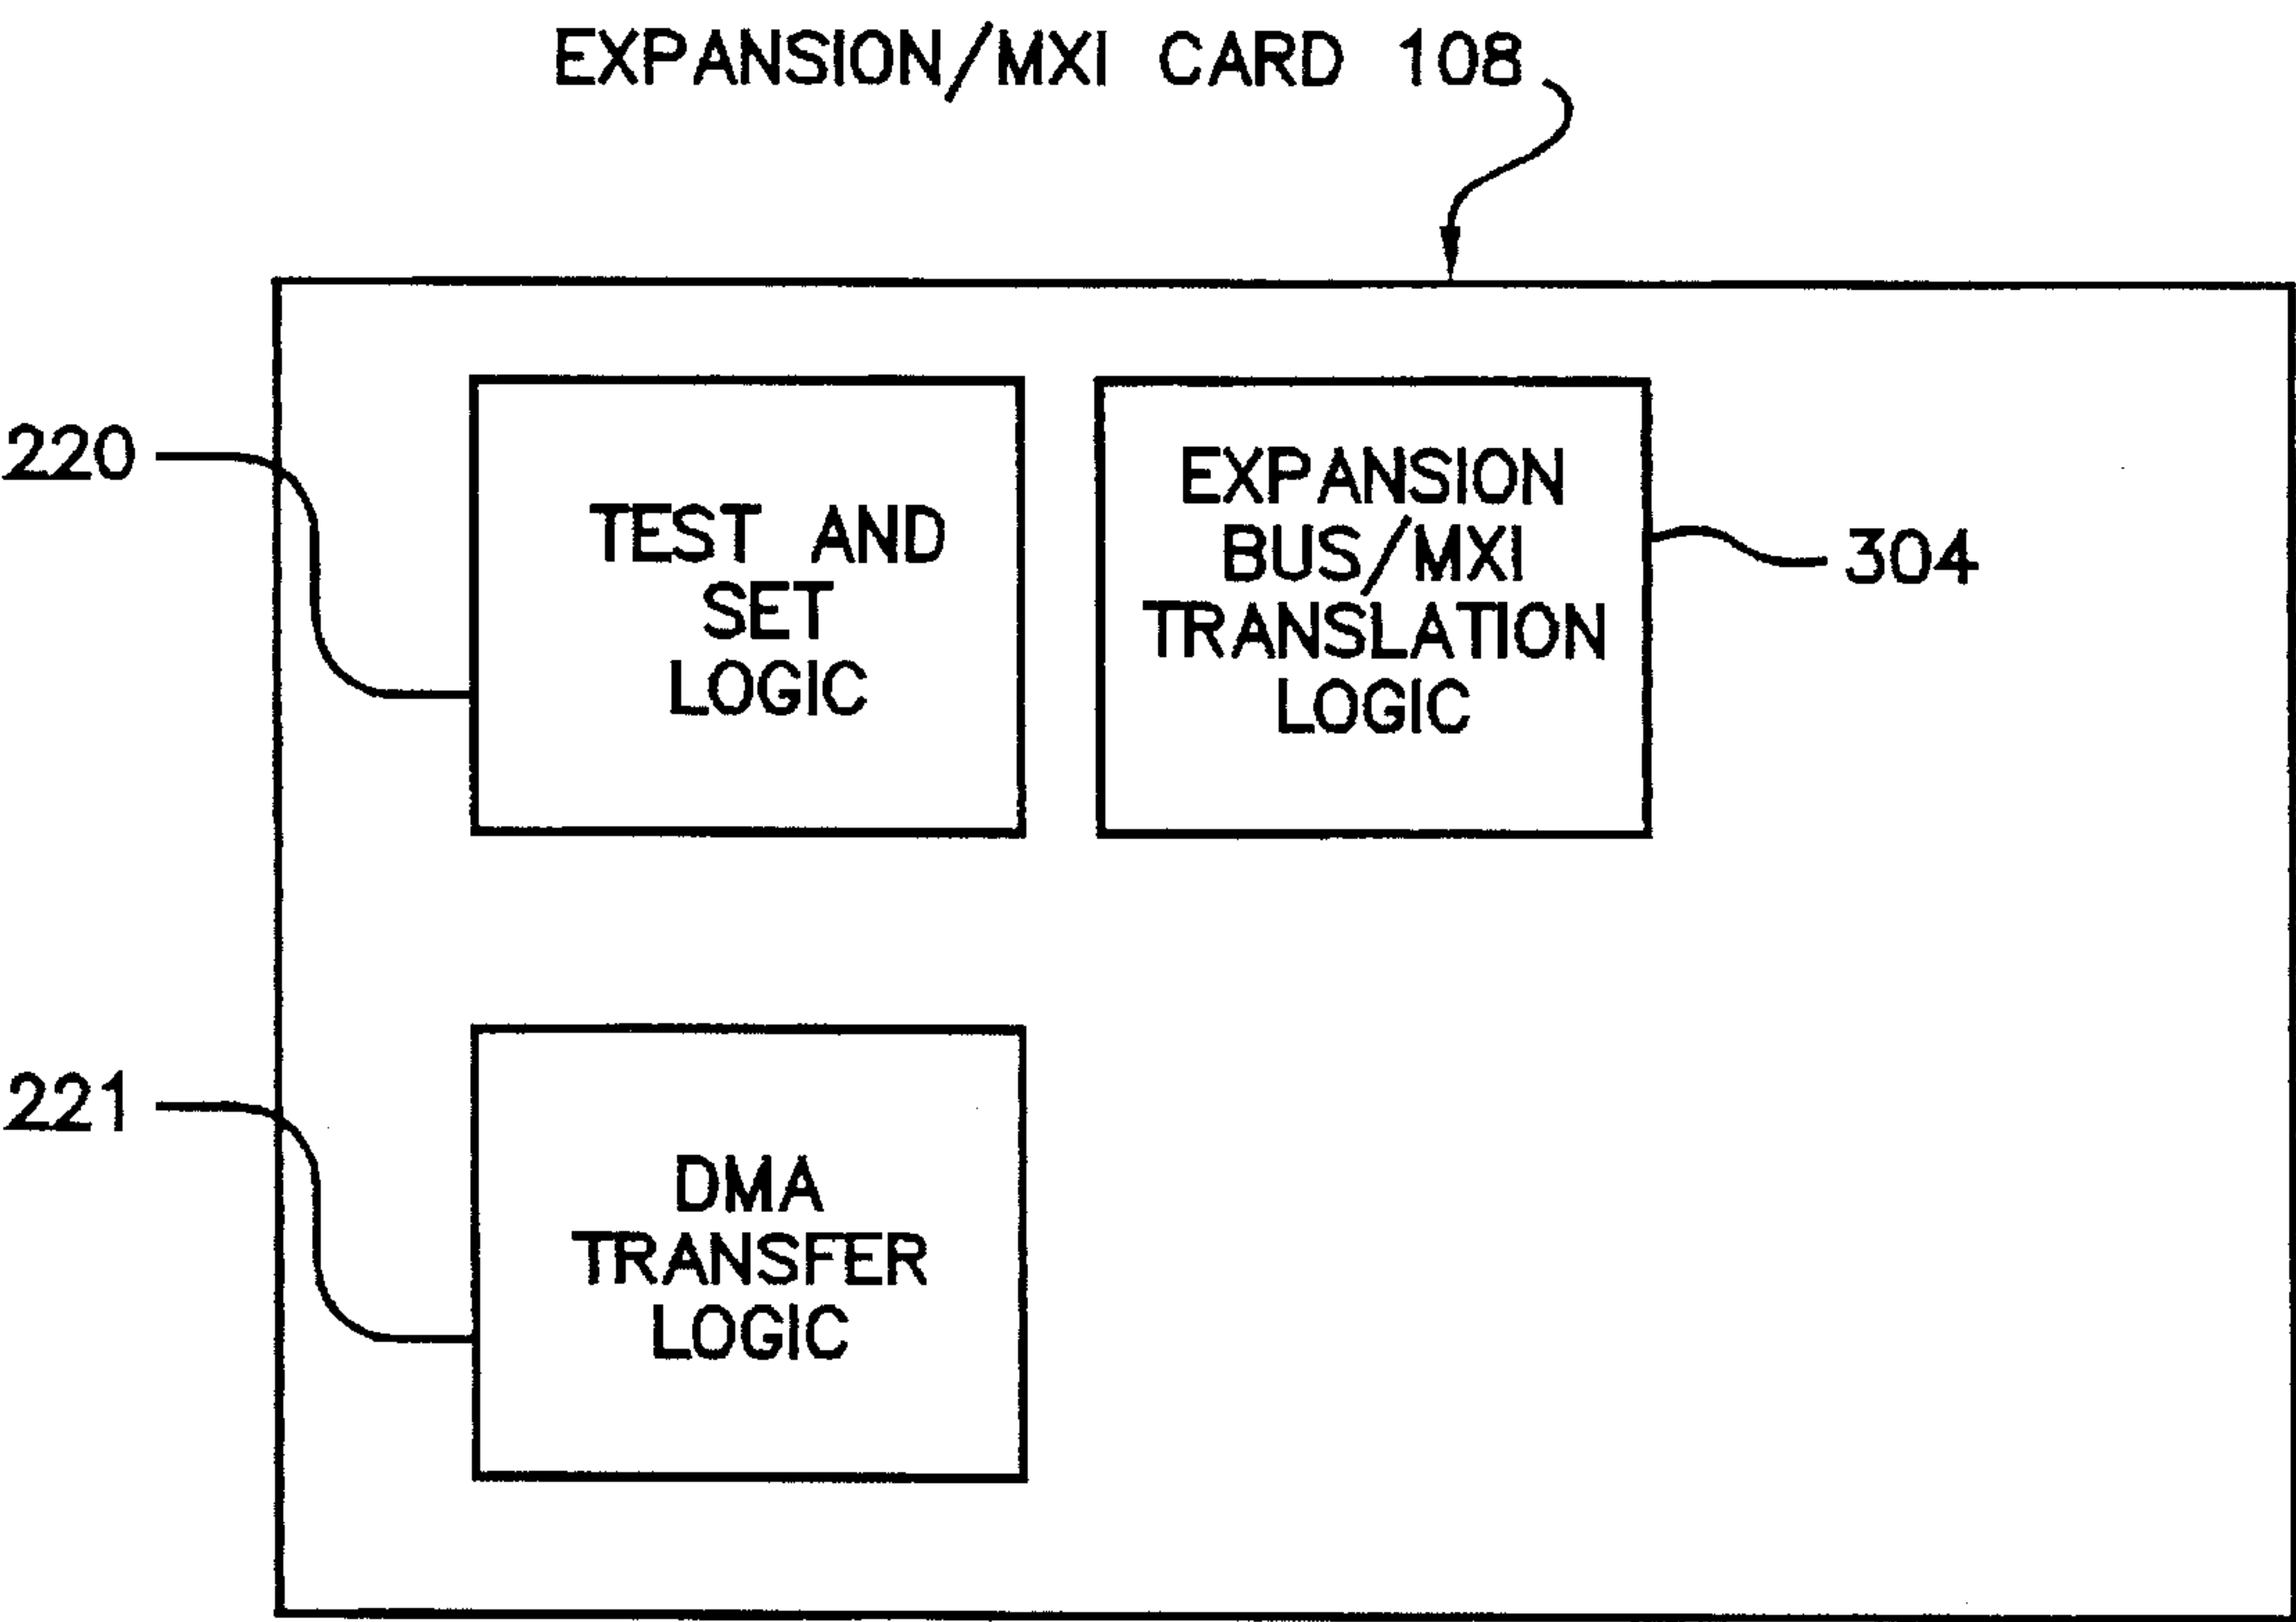 EXPANSION/MXI CARD 108
220
TEST AND
SET
LOGIC
EXPANSION
BUS/MXI
TRANSLATION
LOGIC
304
221
DMA
TRANSFER
LOGIC